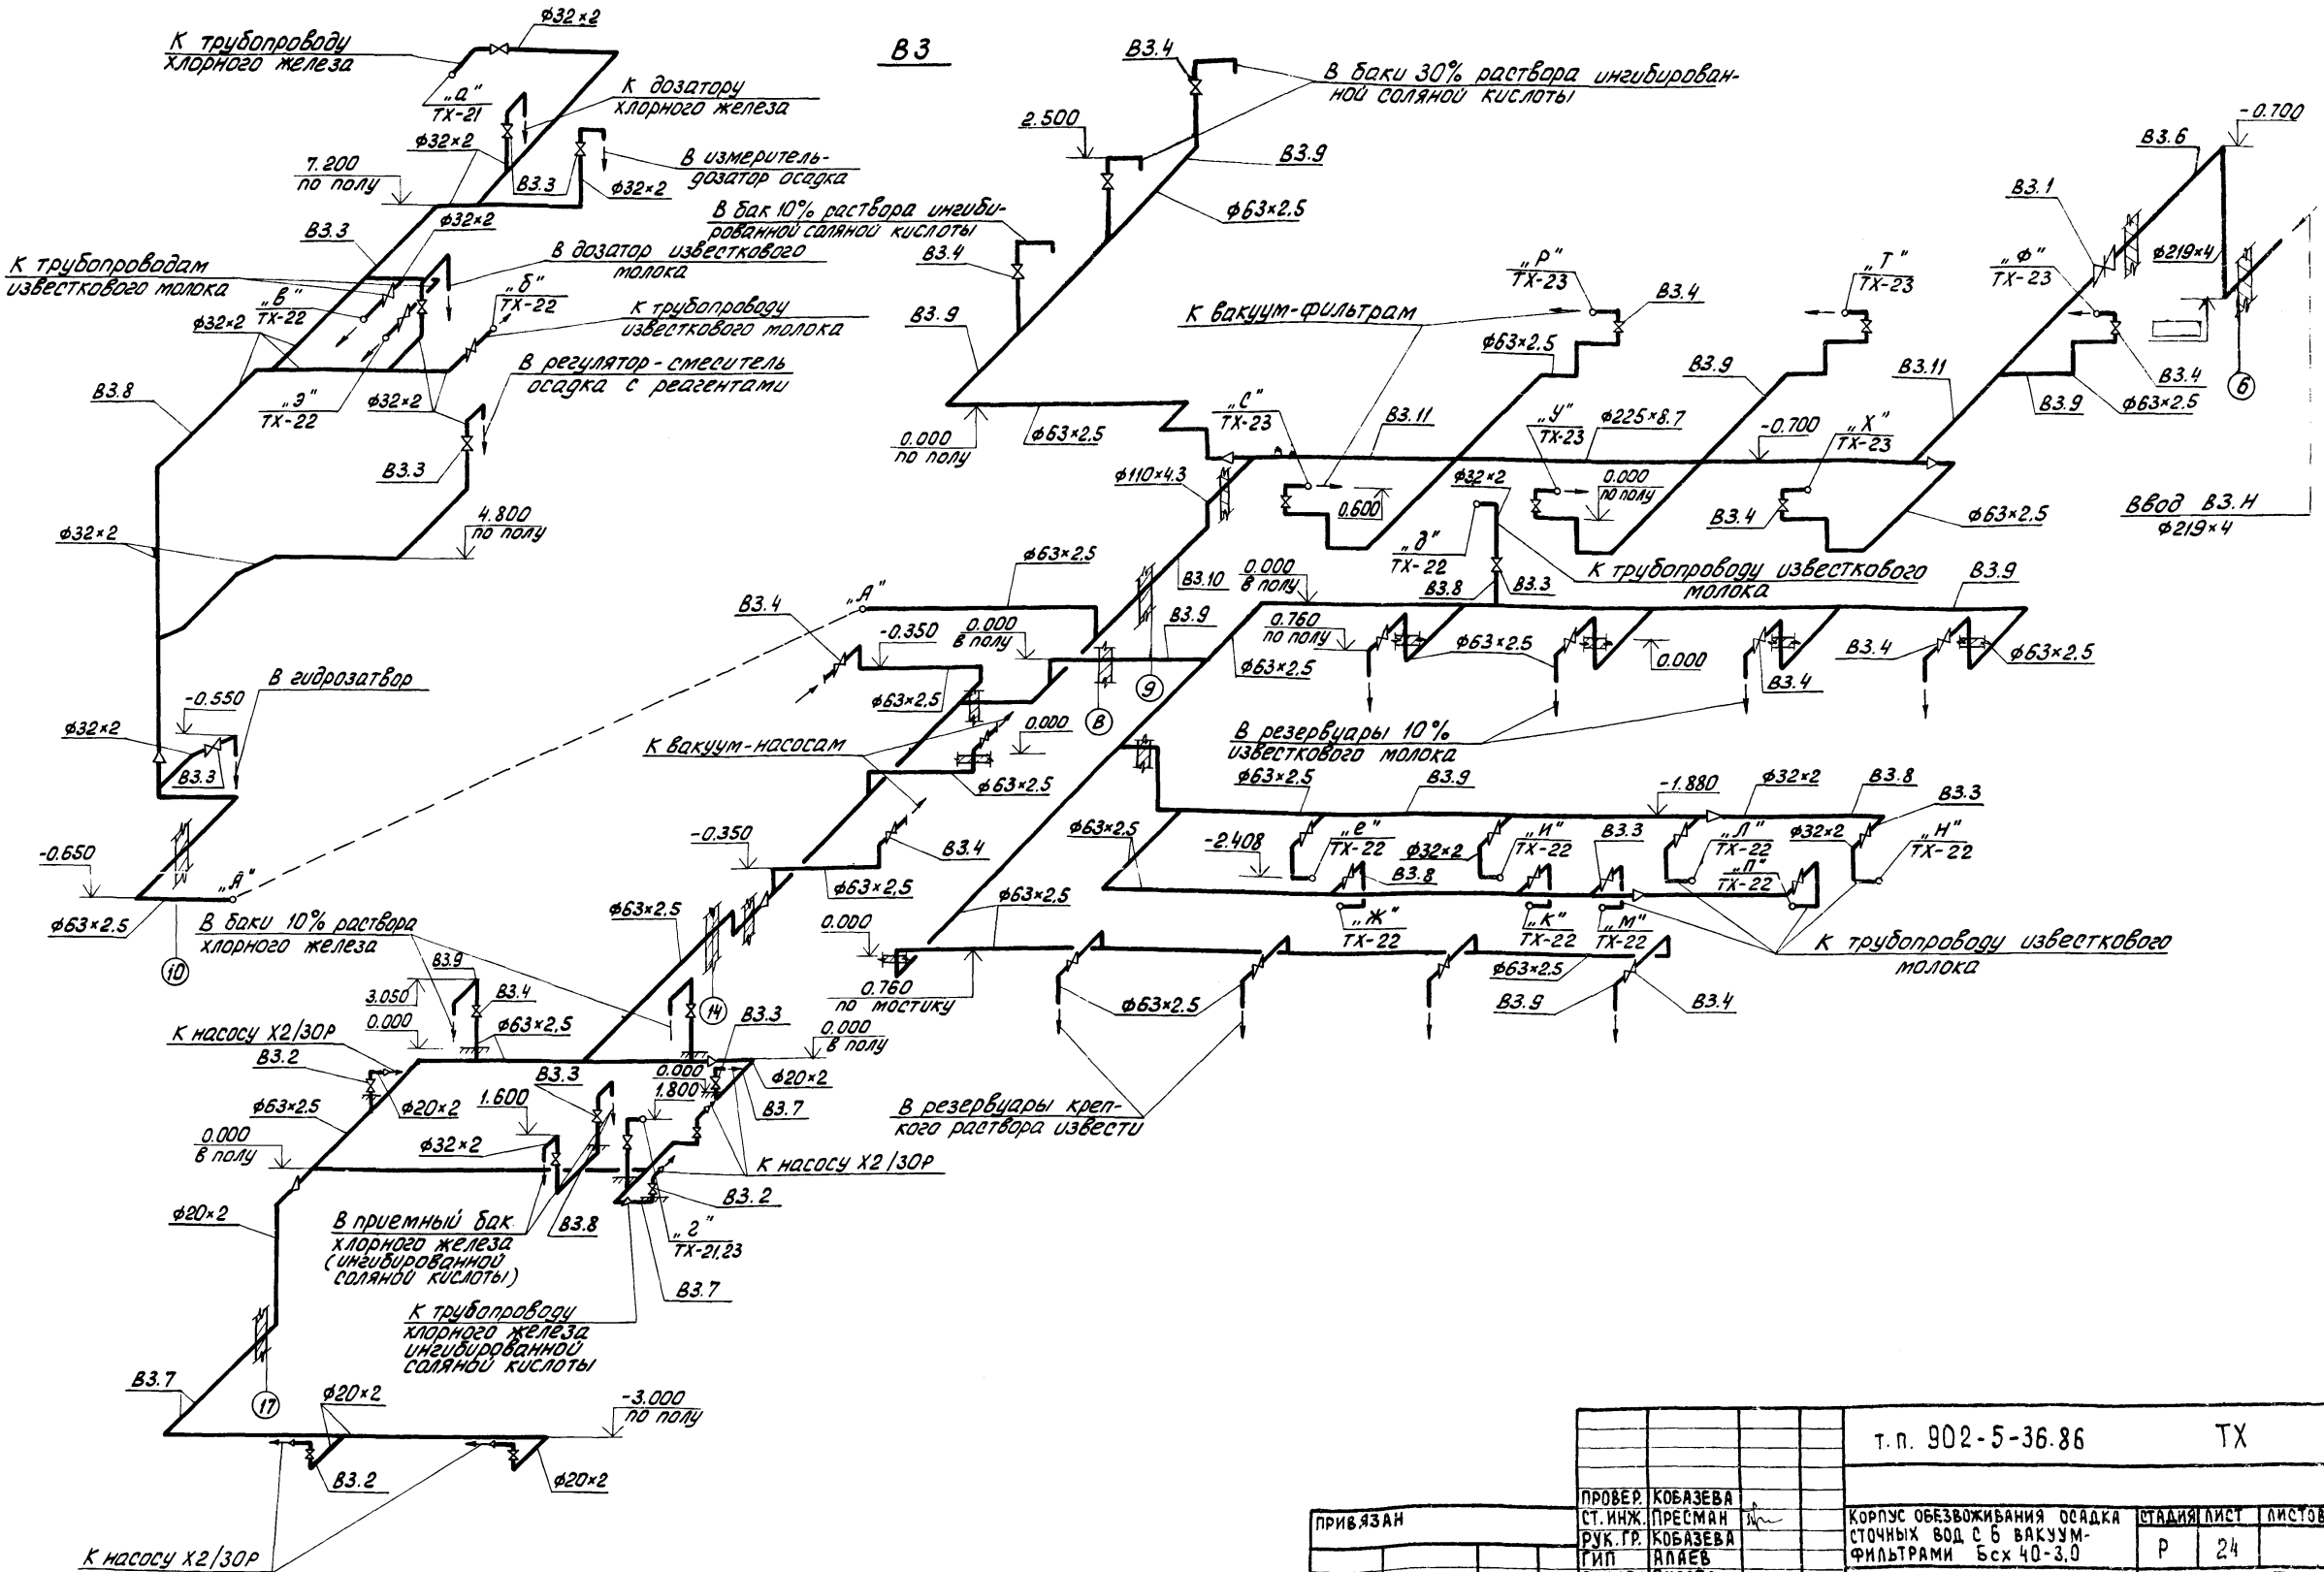 В3
ф32×2
К трубопроводу
хлорного железа
„а"
ТХ-21
К дозатору
хлорного железа
ф32×2
7.200
по полу
В3.3
В измеритель-
дозатор осадка
ф32×2
В3.3
ф32×2
К трубопроводам
известкового молока
„в"
ТХ-22
В дозатор известкового
молока
„б"
ТХ-22
К трубопроводу
известкового молока
ф32×2
В3.8
„э"
ТХ-22
ф32×2
В регулятор-смеситель
осадка с реагентами
В3.3
4.800
по полу
ф32×2
В гидрозатвор
-0.550
ф32×2
В3.3
-0.650
„А"
ф63×2.5
10
В3.4
В баки 30% раствора ингибирован-
ной соляной кислоты
2.500
В3.9
ф63×2.5
В бак 10% раствора ингиби-
рованной соляной кислоты
В3.4
В3.9
0.000
по полу
ф63×2.5
К вакуум-фильтрам
„Р"
ТХ-23
В3.4
ф63×2.5
„Т"
ТХ-23
В3.9
„С"
ТХ-23
В3.11
„У"
ТХ-23
ф225×8.7
-0.700
„Х"
ТХ-23
-0.700
В3.6
В3.1
„Ф"
ТХ-23
ф219×4
В3.11
В3.4
В3.9
ф63×2.5
6
Ввод В3.Н
ф219×4
ф110×4.3
0.600
ф32×2
0.000
по полу
В3.4
ф63×2.5
„д"
ТХ-22
В3.8
В3.3
К трубопроводу известкового
молока
В3.9
В3.10
0.000
в полу
ф63×2.5
„А"
В3.4
-0.350
0.000
в полу
В3.9
ф63×2.5
0.760
по полу
ф63×2.5
ф63×2.5
0.000
В3.4
В3.4
ф63×2.5
9
В
0.000
К вакуум-насосам
ф63×2.5
В резервуары 10%
известкового молока
-0.350
В3.4
ф63×2.5
ф63×2.5
ф63×2.5
В3.9
-1.880
ф32×2
В3.8
В3.3
ф63×2.5
-2.408
„е"
ТХ-22
ф32×2
„И"
ТХ-22
В3.3
„Л"
ТХ-22
ф32×2
„Н"
ТХ-22
„П"
ТХ-22
В3.8
„Ж"
ТХ-22
„К"
ТХ-22
„М"
ТХ-22
К трубопроводу известкового
молока
ф63×2.5
0.000
0.760
по мостику
ф63×2.5
ф63×2.5
В3.9
В3.4
В резервуары креп-
кого раствора извести
В баки 10% раствора
хлорного железа
В3.9
3.050
0.000
В3.4
ф63×2.5
14
К насосу Х2/30Р
В3.2
В3.3
0.000
в полу
0.000
1.800
ф20×2
В3.7
ф63×2.5
ф20×2
1.600
В3.3
ф32×2
0.000
в полу
К насосу Х2/30Р
В3.2
ф20×2
В приемный бак
хлорного железа
(ингибированной
соляной кислоты)
В3.8
„г"
ТХ-21,23
В3.7
К трубопроводу
хлорного железа
ингибированной
соляной кислоты
В3.7
17
ф20×2
-3.000
по полу
В3.2
ф20×2
К насосу Х2/30Р
т.п. 902-5-36.86 ТХ
ПРИВЯЗАН
ПРОВЕР. КОБАЗЕВА
СТ.ИНЖ. ПРЕСМАН
РУК.ГР. КОБАЗЕВА
ГИП АЛАЕВ
КОРПУС ОБЕЗВОЖИВАНИЯ ОСАДКА
СТОЧНЫХ ВОД С 6 ВАКУУМ-
ФИЛЬТРАМИ Бсх 40-3,0
СТАДИЯ ЛИСТ ЛИСТОВ
Р 24